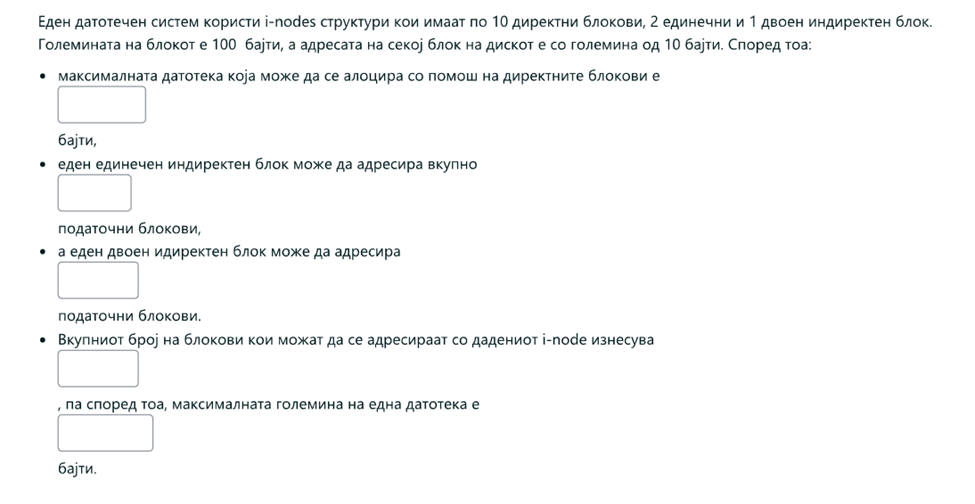 Еден датотечен систем користи i-nodes структури кои имаат по 10 директни блокови, 2 единечни и 1 двоен индиректен блок.
Големината на блокот е 100 бајти, а адресата на секој блок на дискот е со големина од 10 бајти. Според тоа:
• максималната датотека која може да се алоцира со помош на директните блокови е
бајти,
• еден единечен индиректен блок може да адресира вкупно
податочни блокови,
• а еден двоен идиректен блок може да адресира
податочни блокови.
• Вкупниот број на блокови кои можат да се адресираат со дадениот i-node изнесува
, па според тоа, максималната големина на една датотека е
бајти.